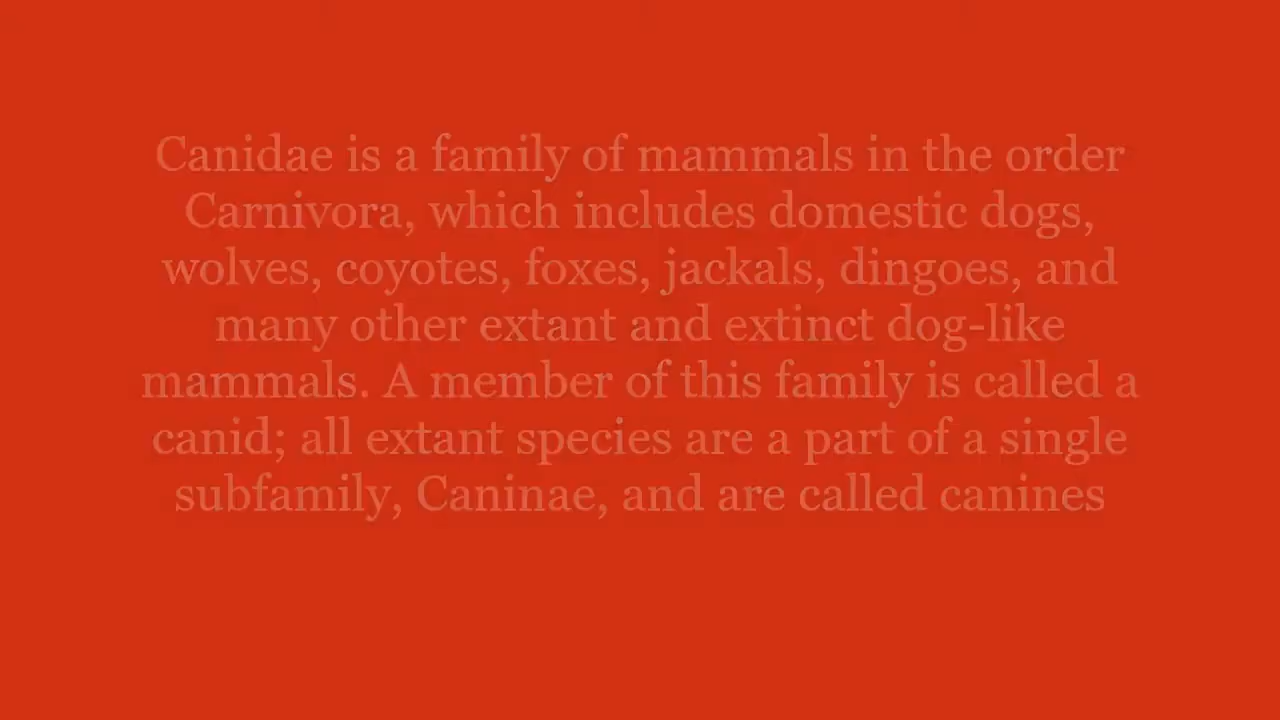 Canidae is a family of mammals in the order
Carnivora, which includes domestic dogs,
wolves, coyotes, foxes, jackals, dingoes, and
many other extant and extinct dog-like
mammals. A member of this family is called a
canid; all extant species are a part of a single
subfamily, Caninae, and are called canines